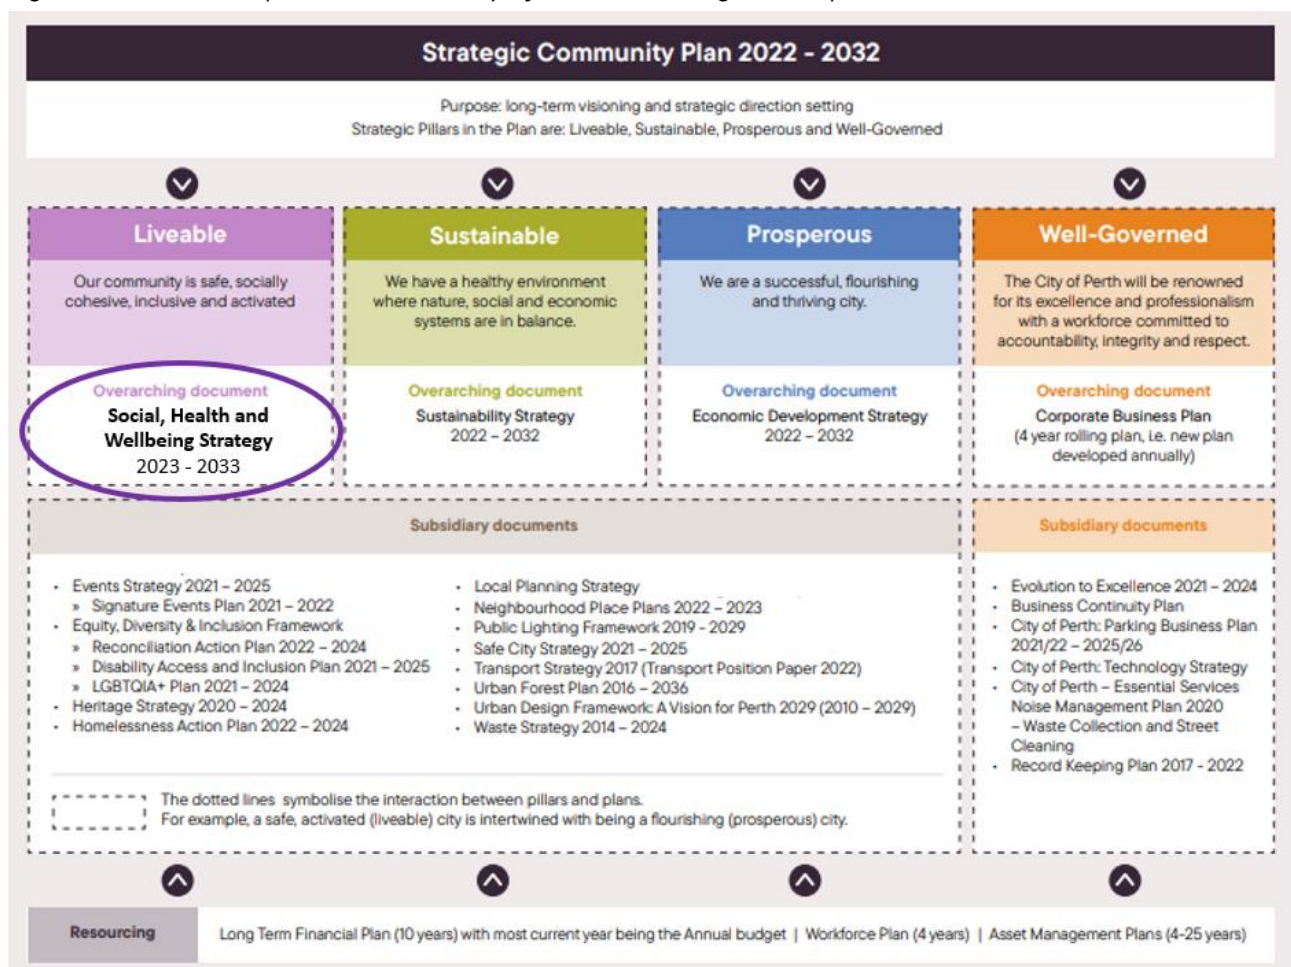 Strategic Community Plan 2022 - 2032
Purpose: long-term visioning and strategic direction setting
Strategic Pillars in the Plan are: Liveable, Sustainable, Prosperous and Well-Governed
Liveable
Our community is safe, socially
cohesive, inclusive and activated
Overarching document
Social, Health and
Wellbeing Strategy
2023 - 2033
Sustainable
We have a healthy environment
where nature, social and economic
systems are in balance.
Overarching document
Sustainability Strategy
2022 – 2032
Prosperous
We are a successful, flourishing
and thriving city.
Overarching document
Economic Development Strategy
2022 – 2032
Well-Governed
The City of Perth will be renowned
for its excellence and professionalism
with a workforce committed to
accountability, integrity and respect.
Overarching document
Corporate Business Plan
(4 year rolling plan, i.e. new plan
developed annually)
Subsidiary documents
• Events Strategy 2021 – 2025
» Signature Events Plan 2021 – 2022
• Equity, Diversity & Inclusion Framework
» Reconciliation Action Plan 2022 – 2024
» Disability Access and Inclusion Plan 2021 – 2025
» LGBTQIA+ Plan 2021 – 2024
• Heritage Strategy 2020 – 2024
• Homelessness Action Plan 2022 – 2024
• Local Planning Strategy
• Neighbourhood Place Plans 2022 – 2023
• Public Lighting Framework 2019 - 2029
• Safe City Strategy 2021 – 2025
• Transport Strategy 2017 (Transport Position Paper 2022)
• Urban Forest Plan 2016 – 2036
• Urban Design Framework: A Vision for Perth 2029 (2010 – 2029)
• Waste Strategy 2014 – 2024
The dotted lines symbolise the interaction between pillars and plans.
For example, a safe, activated (liveable) city is intertwined with being a flourishing (prosperous) city.
Subsidiary documents
• Evolution to Excellence 2021 – 2024
• Business Continuity Plan
• City of Perth: Parking Business Plan
2021/22 – 2025/26
• City of Perth: Technology Strategy
• City of Perth – Essential Services
Noise Management Plan 2020
– Waste Collection and Street
Cleaning
• Record Keeping Plan 2017 - 2022
Resourcing
Long Term Financial Plan (10 years) with most current year being the Annual budget | Workforce Plan (4 years) | Asset Management Plans (4-25 years)